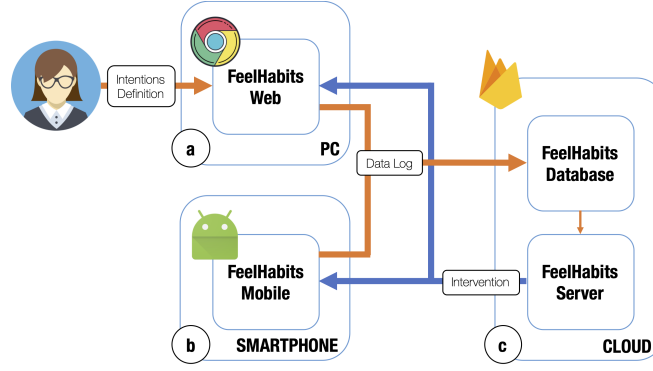 Intentions
Definition
FeelHabits
Web
a
PC
Data Log
FeelHabits
Database
FeelHabits
Mobile
b
SMARTPHONE
Intervention
FeelHabits
Server
c
CLOUD